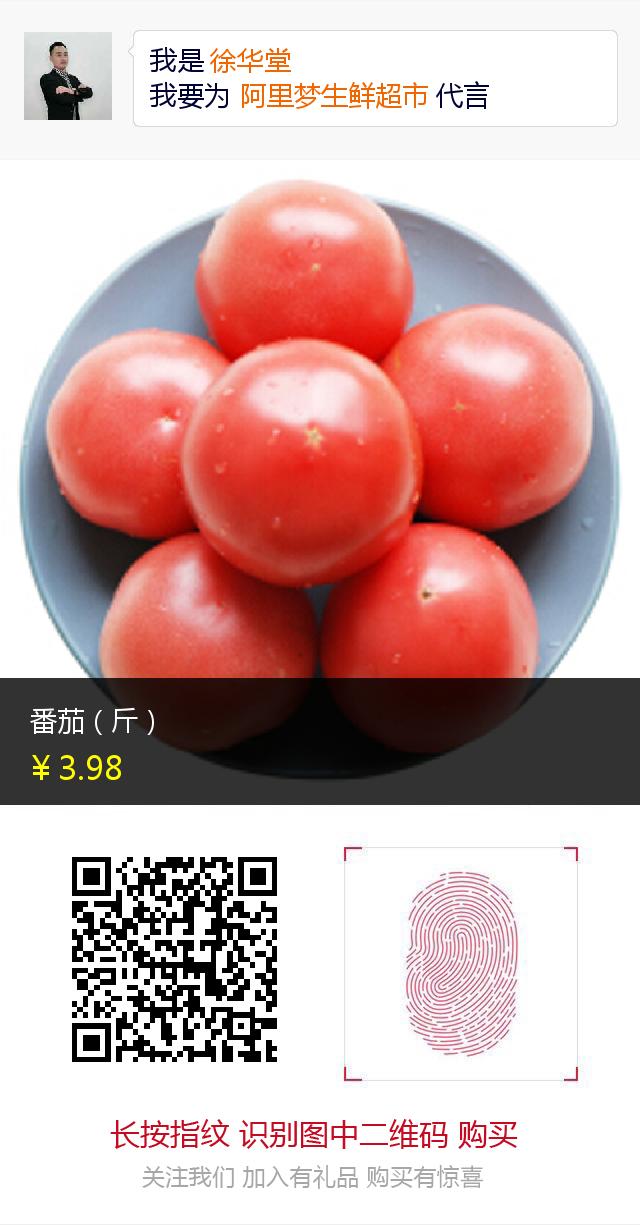 我是 徐华堂
我要为 阿里梦生鲜超市 代言
番茄 ( 斤 )
¥ 3.98
长按指纹 识别图中二维码 购买
关注我们 加入有礼品 购买有惊喜